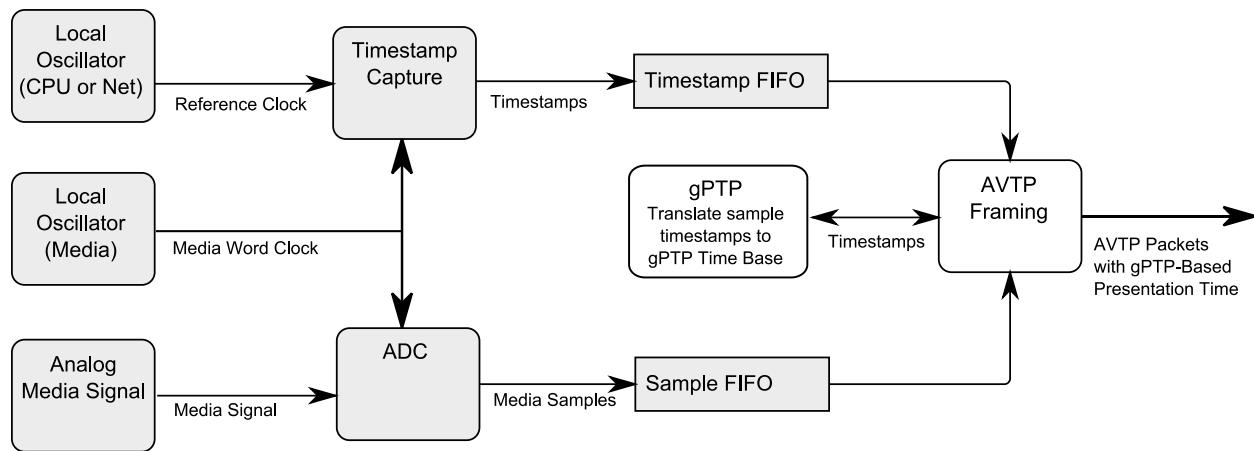 Local
Oscillator
(CPU or Net)
Reference Clock
Timestamp
Capture
Timestamps
Timestamp FIFO
Local
Oscillator
(Media)
Media Word Clock
gPTP
Translate sample
timestamps to
gPTP Time Base
Timestamps
AVTP
Framing
AVTP Packets
with gPTP-Based
Presentation Time
Analog
Media Signal
Media Signal
ADC
Media Samples
Sample FIFO